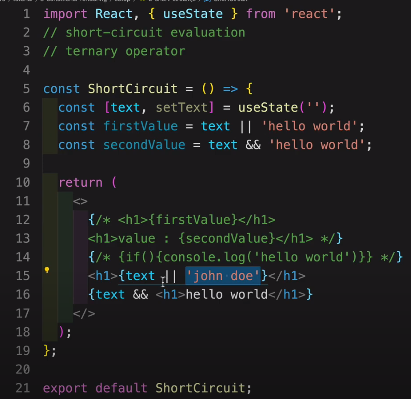 1 import React, { useState } from 'react';
2 // short-circuit evaluation
3 // ternary operator
4
5 const ShortCircuit = () => {
6   const [text, setText] = useState('');
7   const firstValue = text || 'hello world';
8   const secondValue = text && 'hello world';
9
10   return (
11     <>
12       {/* <h1>{firstValue}</h1>
13       <h1>value : {secondValue}</h1> */}
14       {/* {if(){console.log('hello world')}} */}
15       <h1>{text || 'john doe'}</h1>
16       {text && <h1>hello world</h1>}
17     </>
18   );
19 };
20
21 export default ShortCircuit;